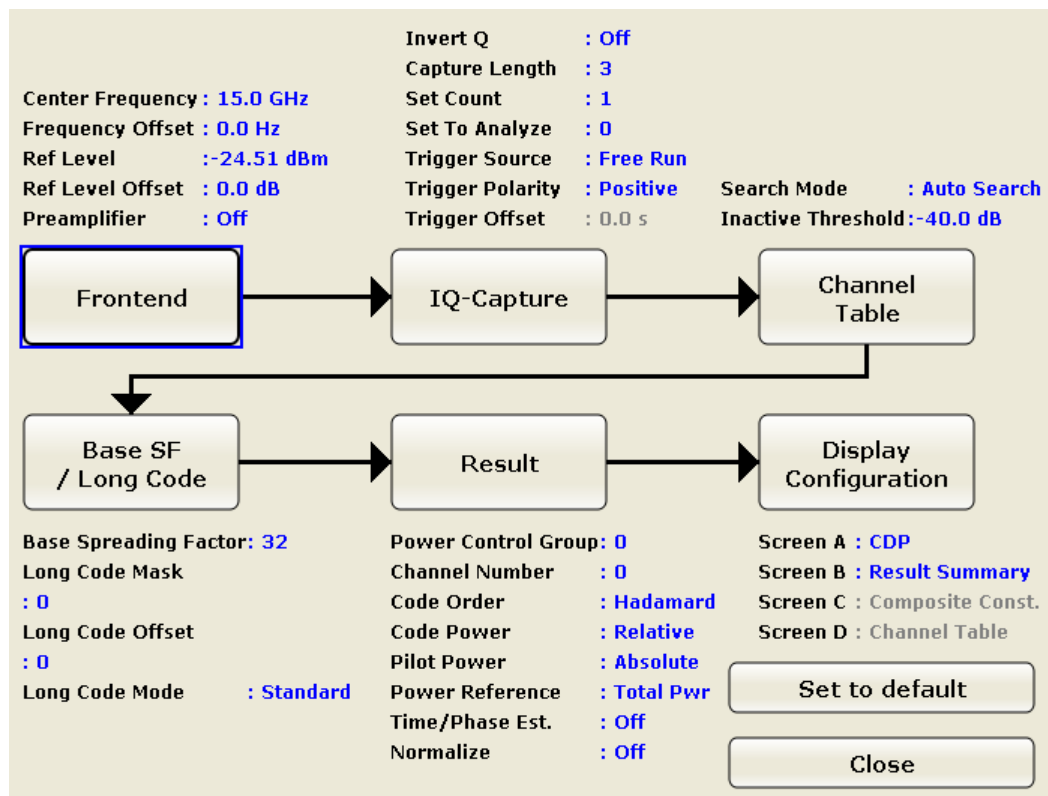 Center Frequency : 15.0 GHz
Frequency Offset : 0.0 Hz
Ref Level :-24.51 dBm
Ref Level Offset : 0.0 dB
Preamplifier : Off
Invert Q : Off
Capture Length : 3
Set Count : 1
Set To Analyze : 0
Trigger Source : Free Run
Trigger Polarity : Positive
Trigger Offset : 0.0 s
Search Mode : Auto Search
Inactive Threshold :-40.0 dB
Frontend
IQ-Capture
Channel
Table
Base SF
/ Long Code
Result
Display
Configuration
Base Spreading Factor: 32
Long Code Mask
: 0
Long Code Offset
: 0
Long Code Mode : Standard
Power Control Group: 0
Channel Number : 0
Code Order : Hadamard
Code Power : Relative
Pilot Power : Absolute
Power Reference : Total Pwr
Time/Phase Est. : Off
Normalize : Off
Screen A : CDP
Screen B : Result Summary
Screen C : Composite Const.
Screen D : Channel Table
Set to default
Close